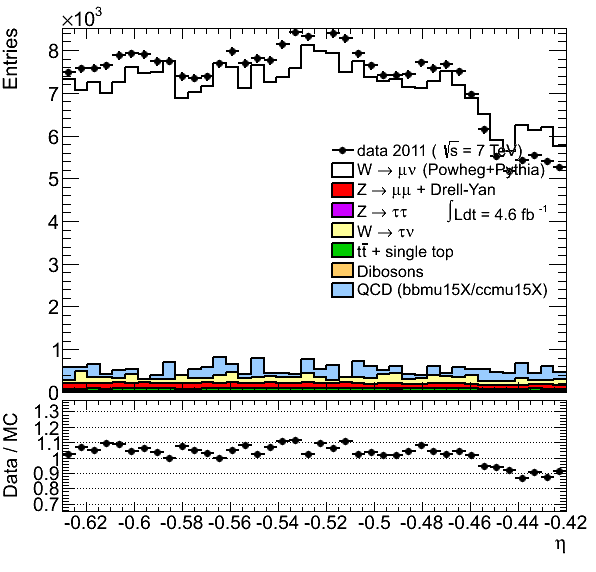 ×10³
Entries
8
7
6
5
4
3
2
1
0
data 2011 ( √s = 7 TeV)
W → μν (Powheg+Pythia)
Z → μμ + Drell-Yan
Z → ττ
∫Ldt = 4.6 fb⁻¹
W → τν
tt̄ + single top
Dibosons
QCD (bbmu15X/ccmu15X)
Data / MC
1.3
1.2
1.1
1
0.9
0.8
0.7
-0.62 -0.6 -0.58 -0.56 -0.54 -0.52 -0.5 -0.48 -0.46 -0.44 -0.42
η